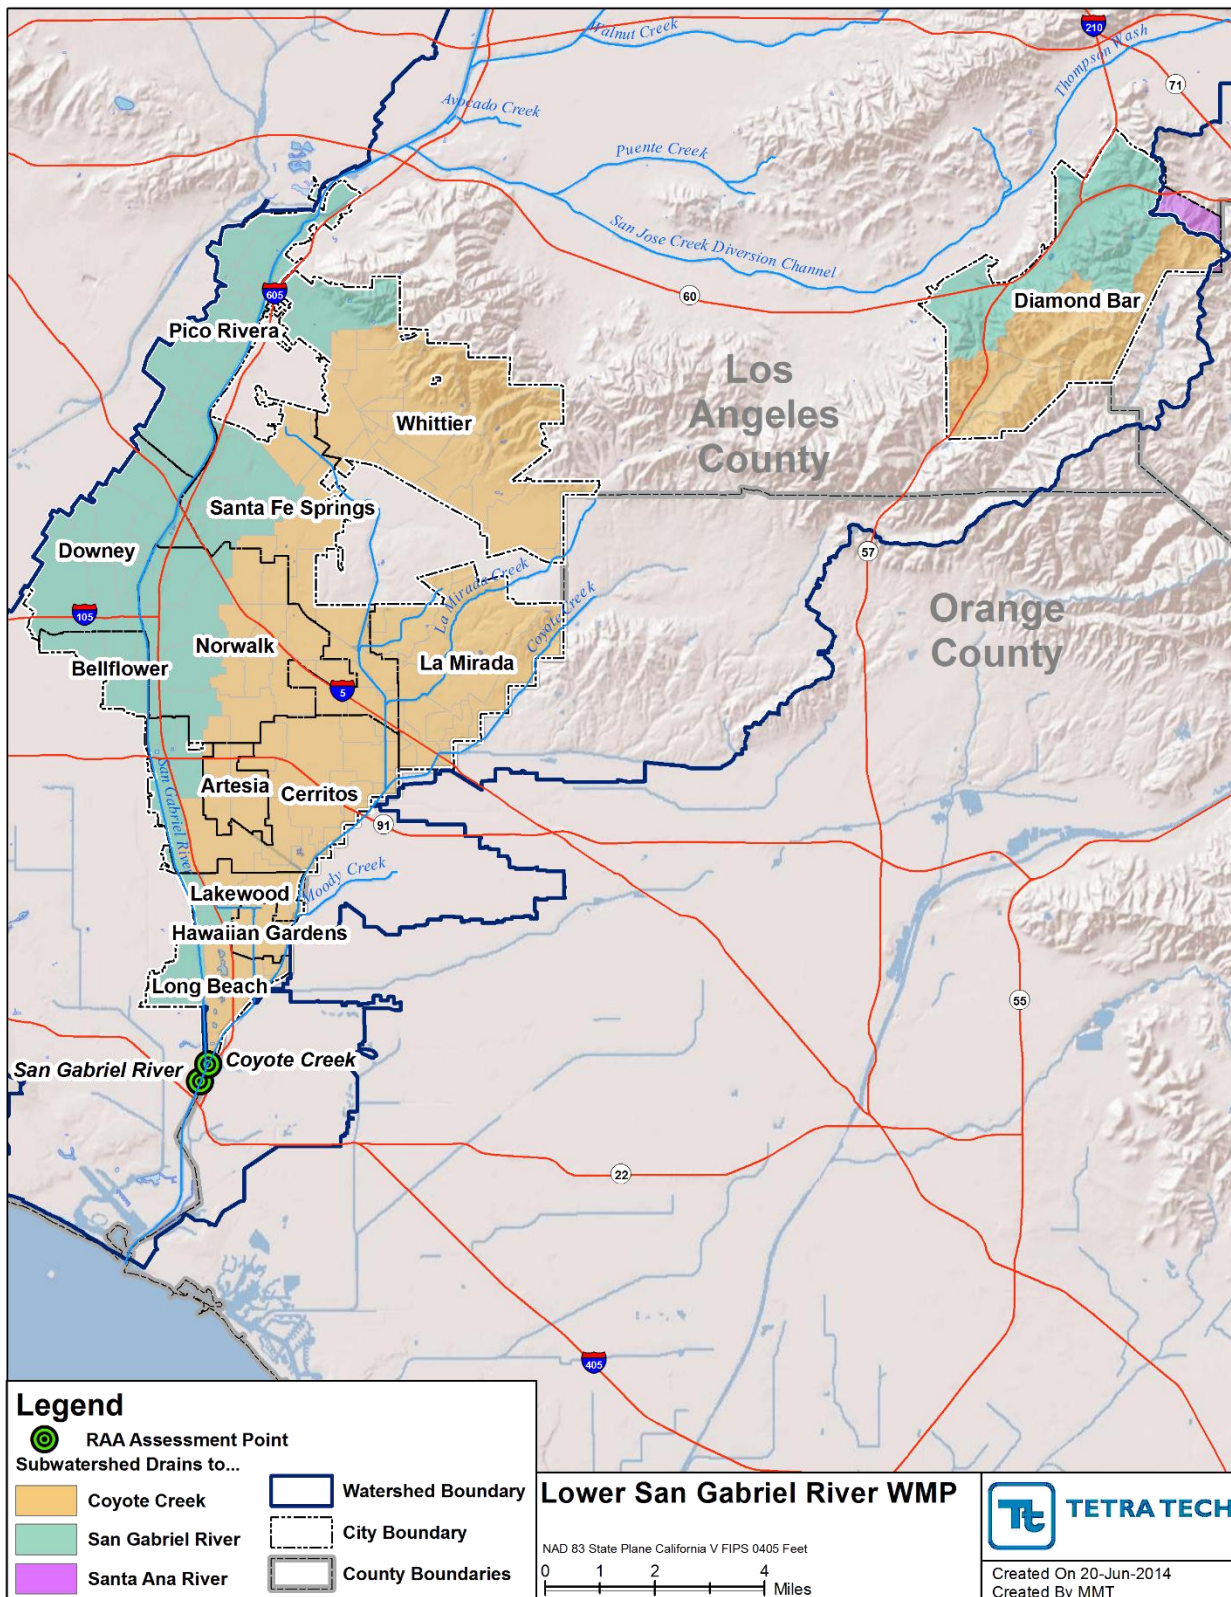 Walnut Creek
210
Thompson Wash
71
Avocado Creek
Puente Creek
San Jose Creek Diversion Channel
605
60
Diamond Bar
Pico Rivera
Los
Angeles
County
Whittier
Santa Fe Springs
Downey
57
La Mirada Creek
Coyote Creek
105
Orange
County
Norwalk
La Mirada
Bellflower
5
San Gabriel River
Artesia
Cerritos
91
Moody Creek
Lakewood
Hawaiian Gardens
Long Beach
55
Coyote Creek
San Gabriel River
22
405
Legend
RAA Assessment Point
Subwatershed Drains to...
Coyote Creek
San Gabriel River
Santa Ana River
Watershed Boundary
City Boundary
County Boundaries
Lower San Gabriel River WMP
NAD 83 State Plane California V FIPS 0405 Feet
0 1 2 4
Miles
Tt
TETRA TECH
Created On 20-Jun-2014
Created By MMT